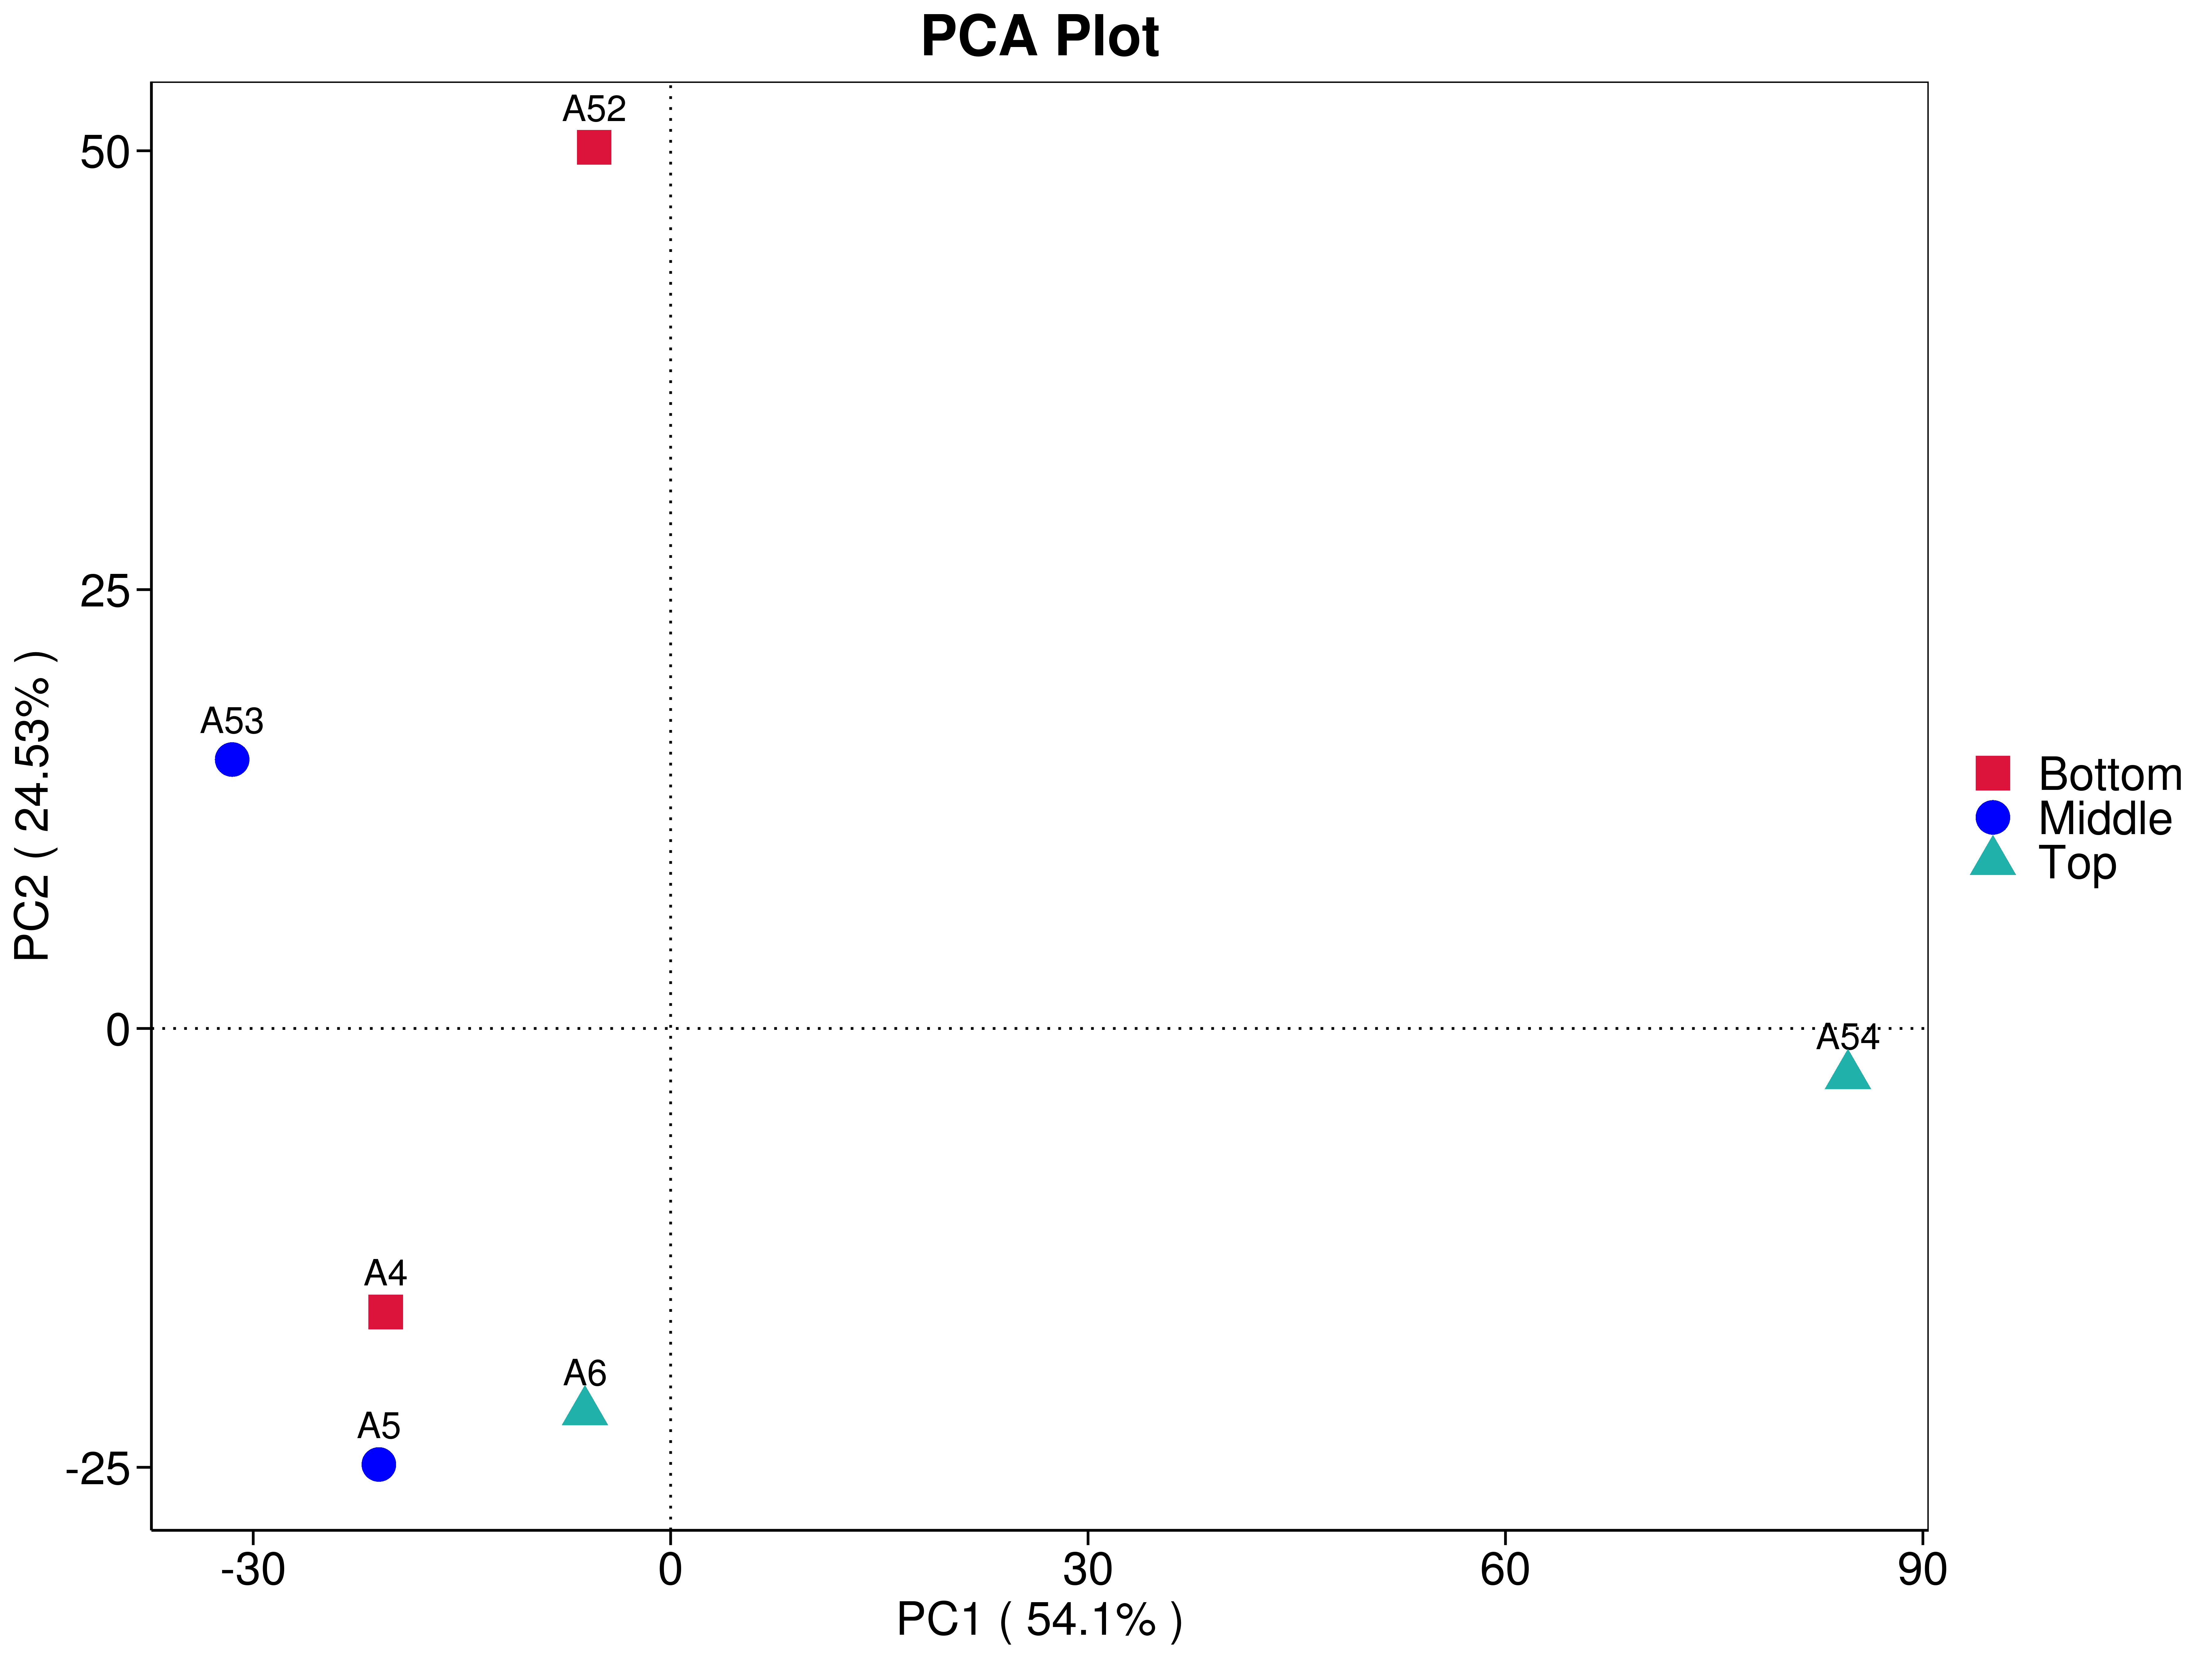 PCA Plot
A52
50
25
A53
PC2 ( 24.53% )
Bottom
Middle
Top
0
A54
A4
A6
A5
-25
-30 0 30 60 90
PC1 ( 54.1% )